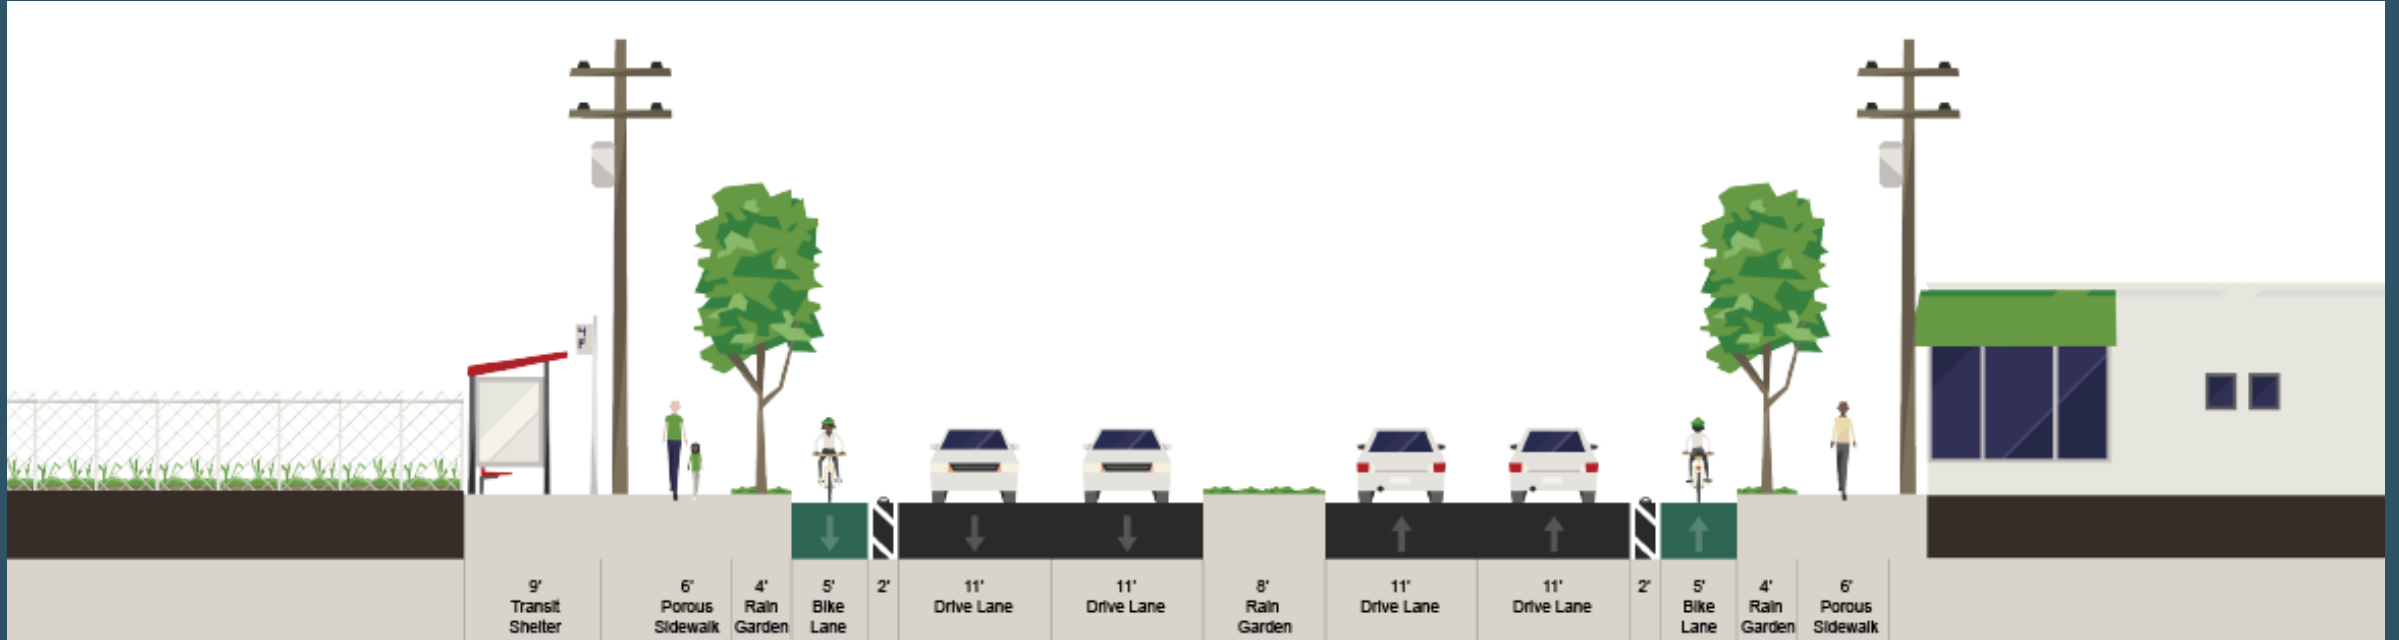 9'
Transit
Shelter
6'
Porous
Sidewalk
4'
Rain
Garden
5'
Bike
Lane
2'
11'
Drive Lane
11'
Drive Lane
8'
Rain
Garden
11'
Drive Lane
11'
Drive Lane
2'
5'
Bike
Lane
4'
Rain
Garden
6'
Porous
Sidewalk